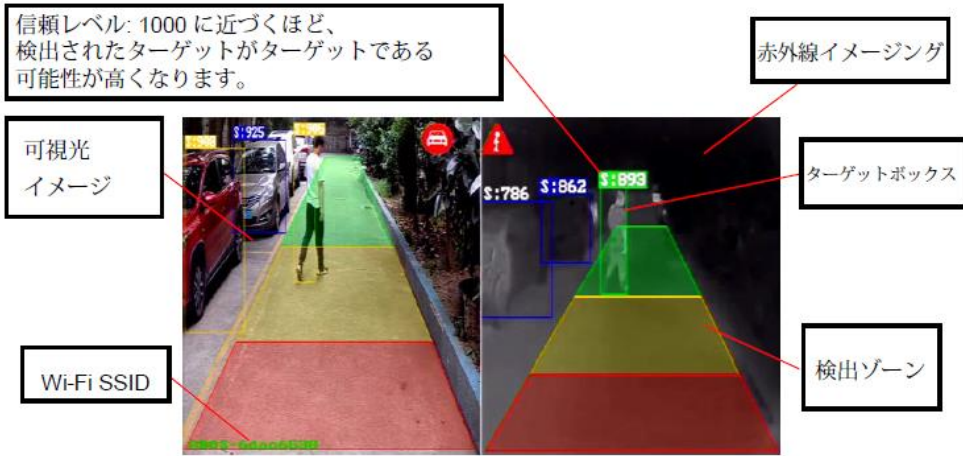 信頼レベル: 1000 に近づくほど、
検出されたターゲットがターゲットである
可能性が高くなります。
赤外線イメージング
可視光
イメージ
S:925
S:786
S:862
S:893
ターゲットボックス
Wi-Fi SSID
検出ゾーン